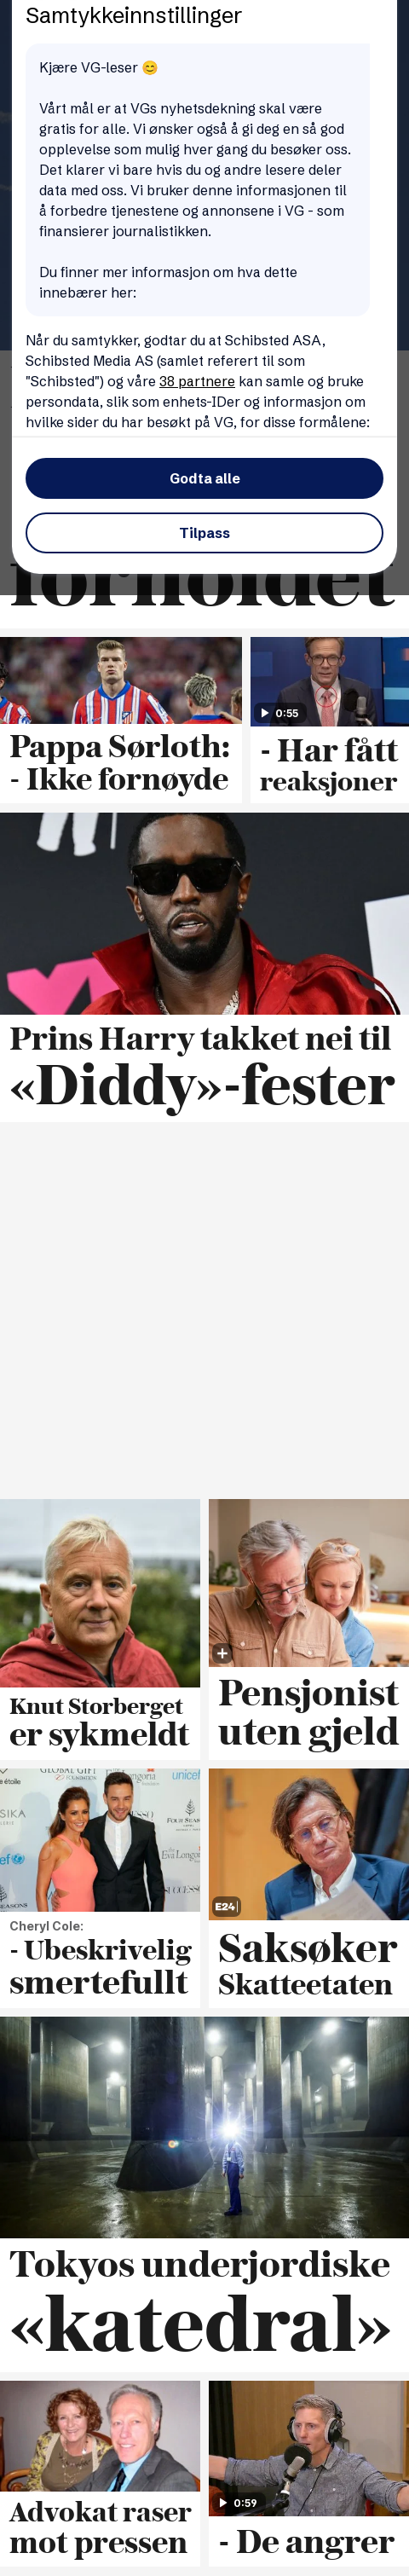 Samtykkeinnstillinger
Kjære VG-leser 😊
Vårt mål er at VGs nyhetsdekning skal være
gratis for alle. Vi ønsker også å gi deg en så god
opplevelse som mulig hver gang du besøker oss.
Det klarer vi bare hvis du og andre lesere deler
data med oss. Vi bruker denne informasjonen til
å forbedre tjenestene og annonsene i VG - som
finansierer journalistikken.
Du finner mer informasjon om hva dette
innebærer her:
Når du samtykker, godtar du at Schibsted ASA,
Schibsted Media AS (samlet referert til som
"Schibsted") og våre 38 partnere kan samle og bruke
persondata, slik som enhets-IDer og informasjon om
hvilke sider du har besøkt på VG, for disse formålene:
Godta alle
Tilpass
forholdet
0:55
Pappa Sørloth:
- Ikke fornøyde
- Har fått
reaksjoner
Prins Harry takket nei til
«Diddy»-fester
Knut Storberget
er sykmeldt
Pensjonist
uten gjeld
GLOBAL GIFT
FOUNDATION
unicef
E24
Cheryl Cole:
- Ubeskrivelig
smertefullt
Saksøker
Skatteetaten
Tokyos underjordiske
«katedral»
0:59
Advokat raser
mot pressen
- De angrer